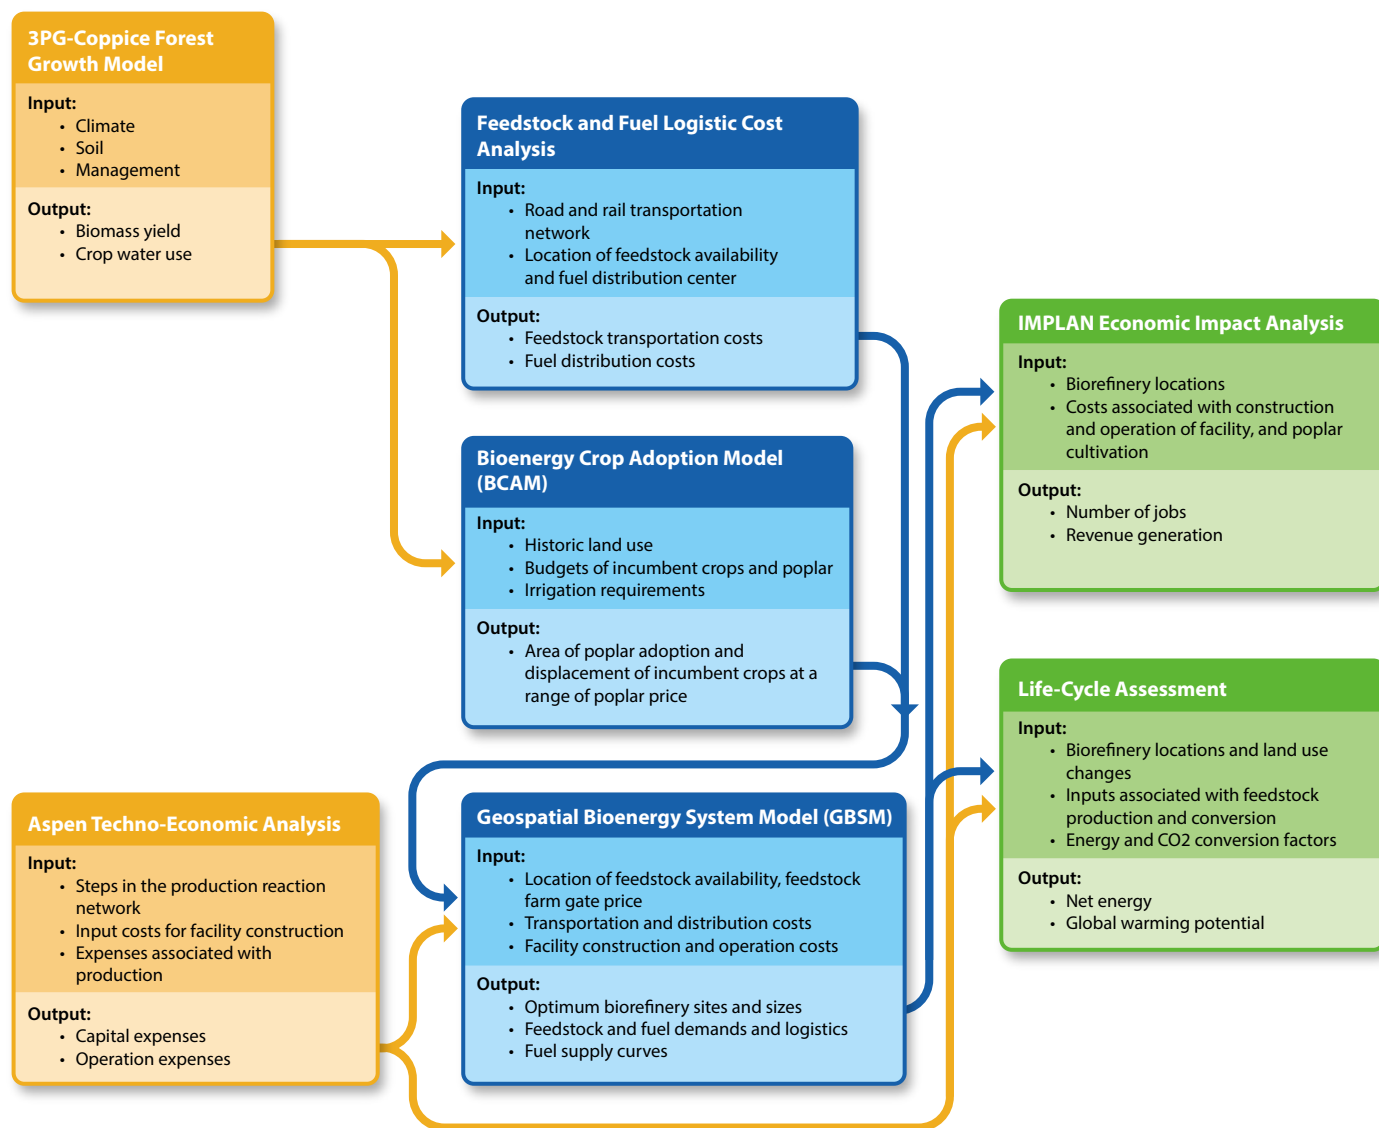 3PG-Coppice Forest
Growth Model
Input:
• Climate
• Soil
• Management
Output:
• Biomass yield
• Crop water use
Feedstock and Fuel Logistic Cost
Analysis
Input:
• Road and rail transportation
network
• Location of feedstock availability
and fuel distribution center
Output:
• Feedstock transportation costs
• Fuel distribution costs
Bioenergy Crop Adoption Model
(BCAM)
Input:
• Historic land use
• Budgets of incumbent crops and poplar
• Irrigation requirements
Output:
• Area of poplar adoption and
displacement of incumbent crops at a
range of poplar price
IMPLAN Economic Impact Analysis
Input:
• Biorefinery locations
• Costs associated with construction
and operation of facility, and poplar
cultivation
Output:
• Number of jobs
• Revenue generation
Life-Cycle Assessment
Input:
• Biorefinery locations and land use
changes
• Inputs associated with feedstock
production and conversion
• Energy and CO2 conversion factors
Output:
• Net energy
• Global warming potential
Aspen Techno-Economic Analysis
Input:
• Steps in the production reaction
network
• Input costs for facility construction
• Expenses associated with
production
Output:
• Capital expenses
• Operation expenses
Geospatial Bioenergy System Model (GBSM)
Input:
• Location of feedstock availability, feedstock
farm gate price
• Transportation and distribution costs
• Facility construction and operation costs
Output:
• Optimum biorefinery sites and sizes
• Feedstock and fuel demands and logistics
• Fuel supply curves